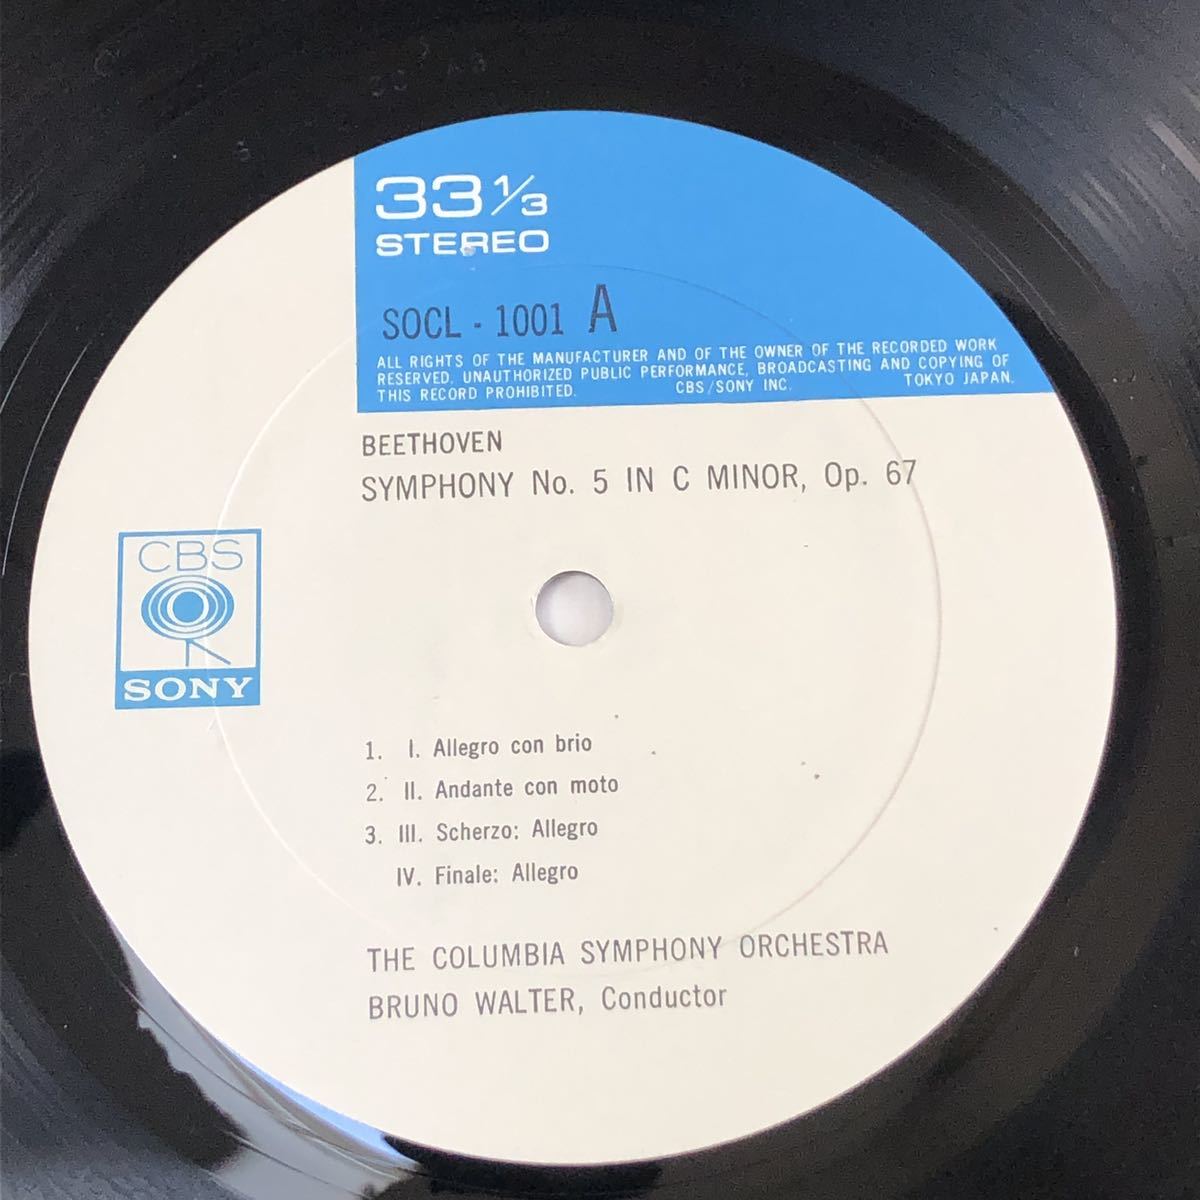 33 1/3
STEREO
SOCL - 1001 A
ALL RIGHTS OF THE MANUFACTURER AND OF THE OWNER OF THE RECORDED WORK
RESERVED. UNAUTHORIZED PUBLIC PERFORMANCE, BROADCASTING AND COPYING OF
THIS RECORD PROHIBITED. CBS/SONY INC. TOKYO JAPAN.
BEETHOVEN
SYMPHONY No. 5 IN C MINOR, Op. 67
CBS
SONY
1. I. Allegro con brio
2. II. Andante con moto
3. III. Scherzo: Allegro
IV. Finale: Allegro
THE COLUMBIA SYMPHONY ORCHESTRA
BRUNO WALTER, Conductor